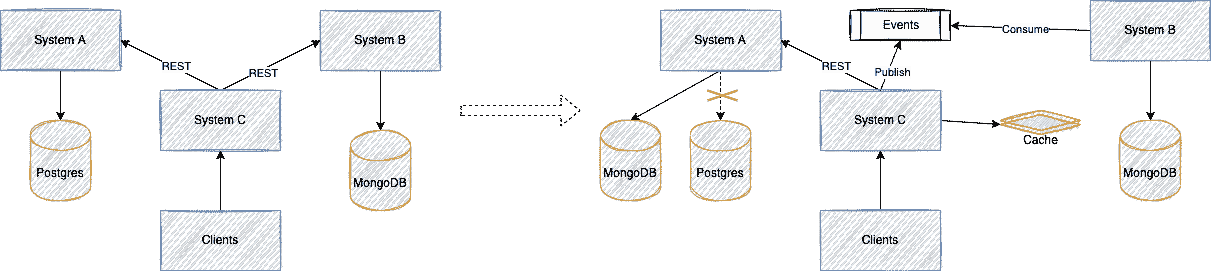 System A
System B
REST
REST
System C
Postgres
MongoDB
Clients
System A
Events
Consume
System B
REST
Publish
System C
Cache
MongoDB
Postgres
MongoDB
Clients